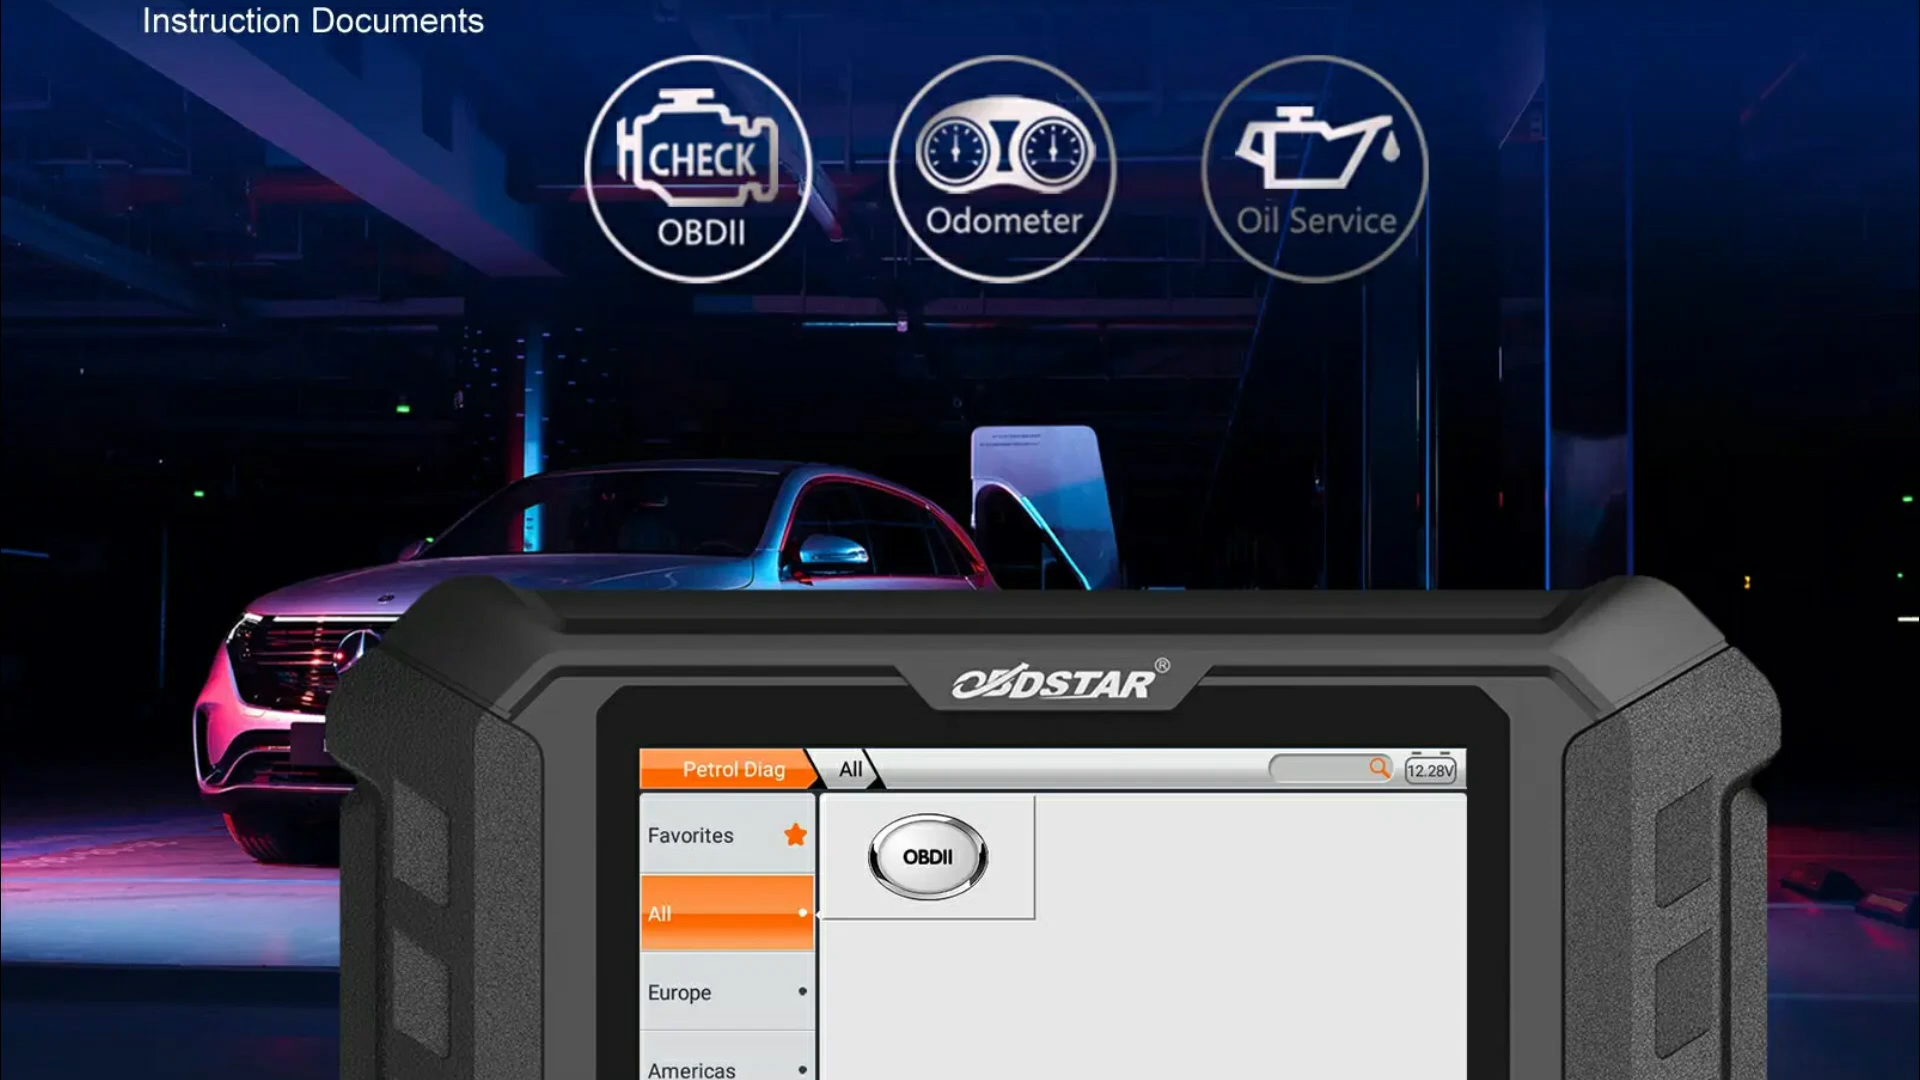 Instruction Documents
CHECK
OBDII
Odometer
Oil Service
OBDSTAR®
Petrol Diag
All
12.28V
Favorites
OBDII
All
Europe
Americas